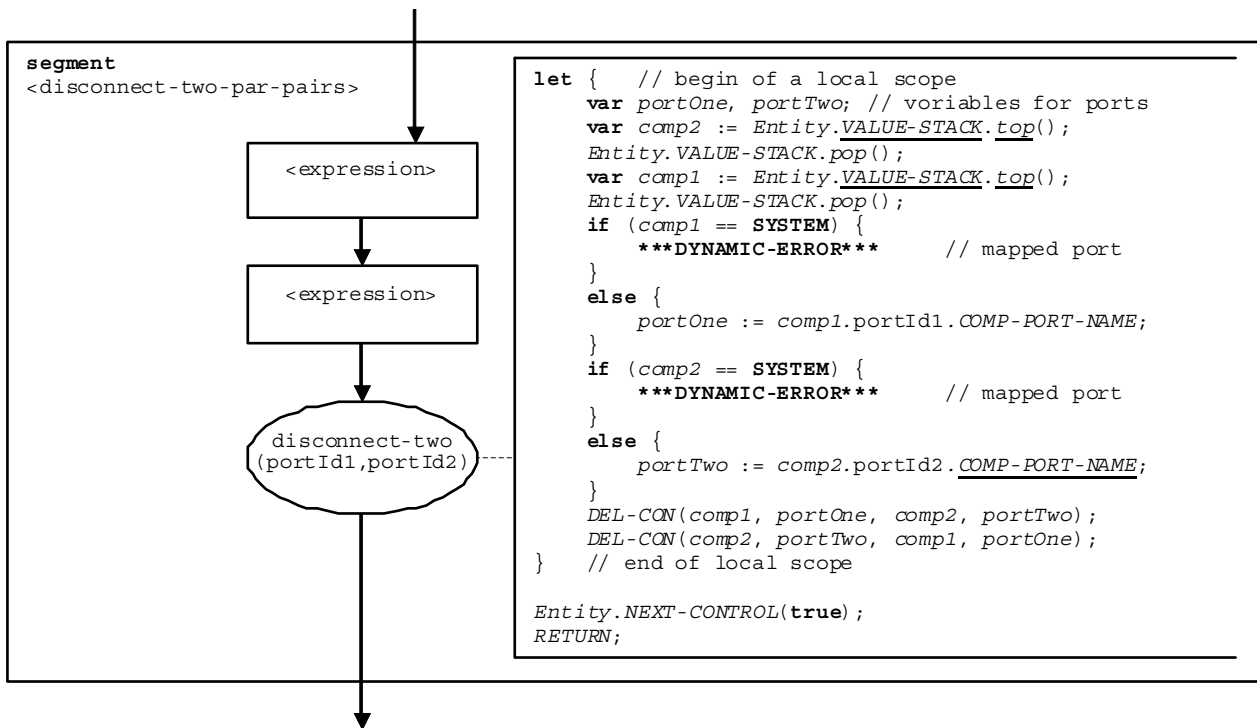 segment
<disconnect-two-par-pairs>
<expression>
<expression>
disconnect-two
(portId1,portId2)
let {   // begin of a local scope
    var portOne, portTwo; // voriables for ports
    var comp2 := Entity.VALUE-STACK.top();
    Entity.VALUE-STACK.pop();
    var comp1 := Entity.VALUE-STACK.top();
    Entity.VALUE-STACK.pop();
    if (comp1 == SYSTEM) {
        ***DYNAMIC-ERROR***     // mapped port
    }
    else {
        portOne := comp1.portId1.COMP-PORT-NAME;
    }
    if (comp2 == SYSTEM) {
        ***DYNAMIC-ERROR***     // mapped port
    }
    else {
        portTwo := comp2.portId2.COMP-PORT-NAME;
    }
    DEL-CON(comp1, portOne, comp2, portTwo);
    DEL-CON(comp2, portTwo, comp1, portOne);
}   // end of local scope
Entity.NEXT-CONTROL(true);
RETURN;